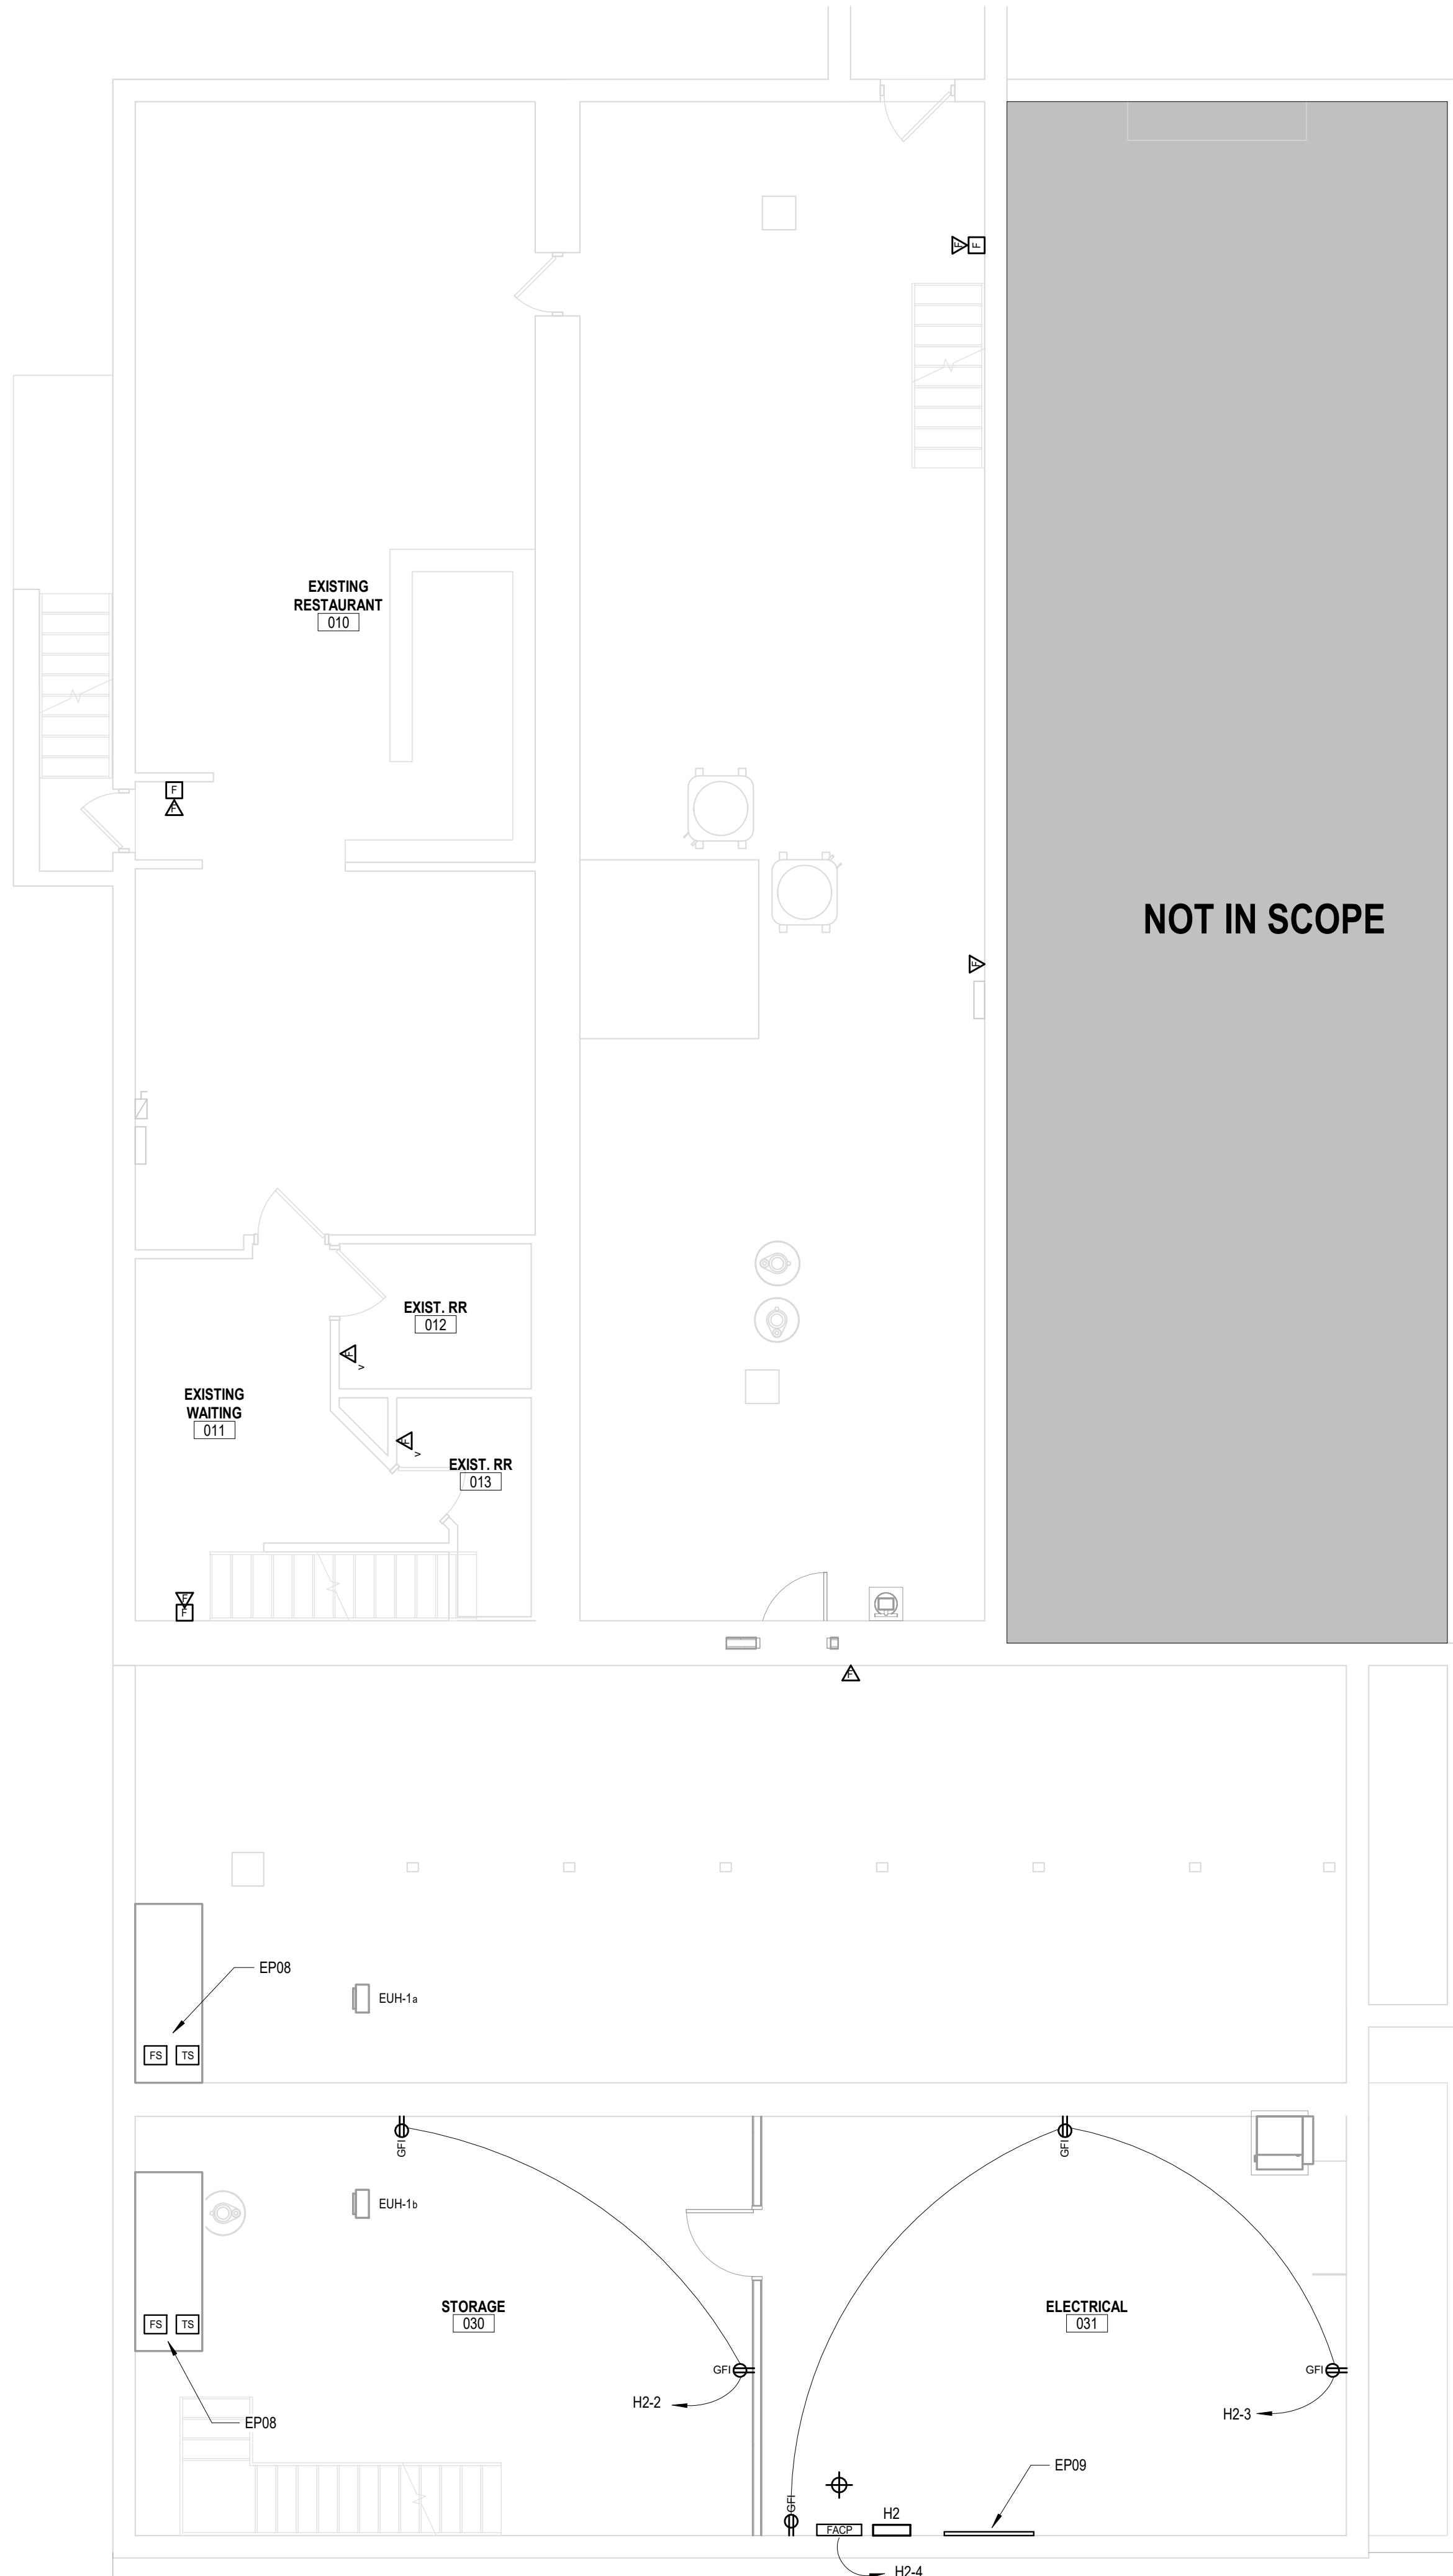 F
F
EXISTING
RESTAURANT
010
F
F
NOT IN SCOPE
F
EXIST. RR
012
F
V
EXISTING
WAITING
011
F
V
EXIST. RR
013
F
F
F
EP08
EUH-1a
FS
TS
GFI
GFI
EUH-1b
STORAGE
030
ELECTRICAL
031
FS
TS
GFI
GFI
H2-2
H2-3
EP08
EP09
GFI
FACP
H2
H2-4